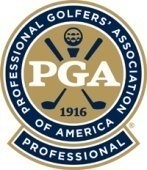 PROFESSIONAL GOLFERS' ASSOCIATION
PGA
1916
OF AMERICA
PROFESSIONAL
®